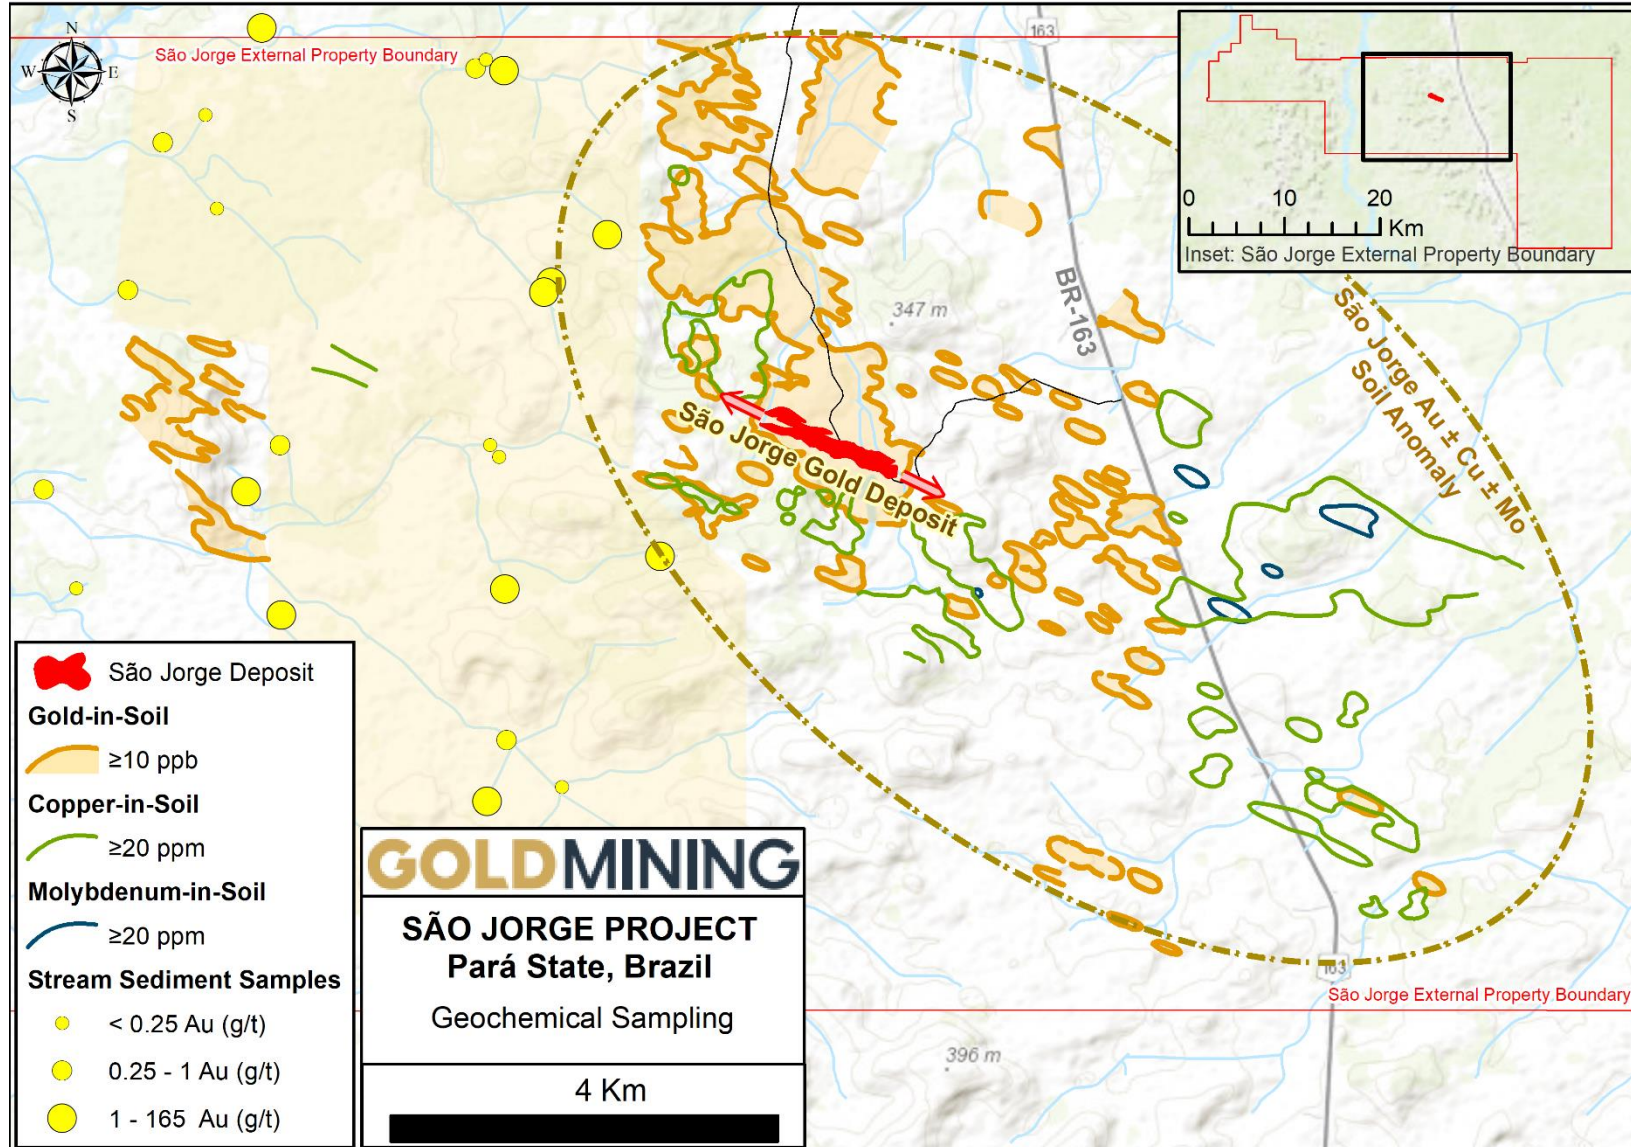 N
W E
S
São Jorge External Property Boundary
163
0 10 20
Km
Inset: São Jorge External Property Boundary
BR-163
347 m
São Jorge Au ± Cu ± Mo
Soil Anomaly
São Jorge Gold Deposit
São Jorge Deposit
Gold-in-Soil
≥10 ppb
Copper-in-Soil
≥20 ppm
Molybdenum-in-Soil
≥20 ppm
Stream Sediment Samples
< 0.25 Au (g/t)
0.25 - 1 Au (g/t)
1 - 165 Au (g/t)
GOLDMINING
SÃO JORGE PROJECT
Pará State, Brazil
Geochemical Sampling
4 Km
163
São Jorge External Property Boundary
396 m